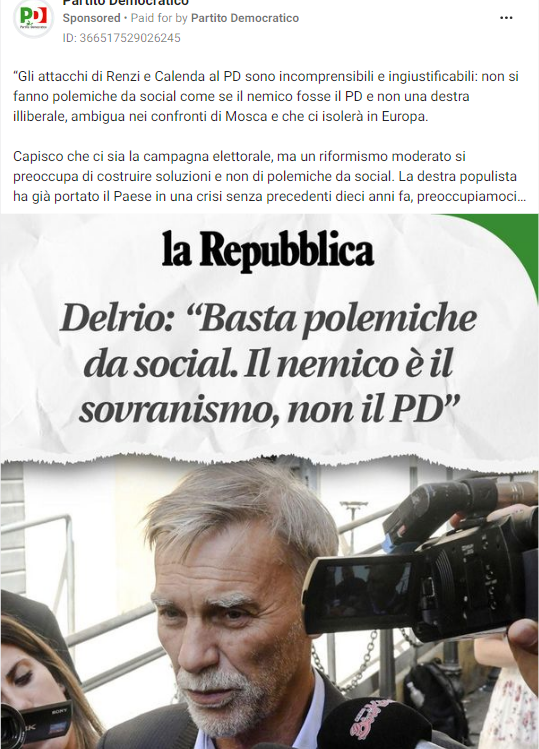 Partito Democratico
Sponsored • Paid for by Partito Democratico
ID: 366517529026245
“Gli attacchi di Renzi e Calenda al PD sono incomprensibili e ingiustificabili: non si
fanno polemiche da social come se il nemico fosse il PD e non una destra
illiberale, ambigua nei confronti di Mosca e che ci isolerà in Europa.
Capisco che ci sia la campagna elettorale, ma un riformismo moderato si
preoccupa di costruire soluzioni e non di polemiche da social. La destra populista
ha già portato il Paese in una crisi senza precedenti dieci anni fa, preoccupiamoci...
la Repubblica
Delrio: “Basta polemiche
da social. Il nemico è il
sovranismo, non il PD”
PD
SONY